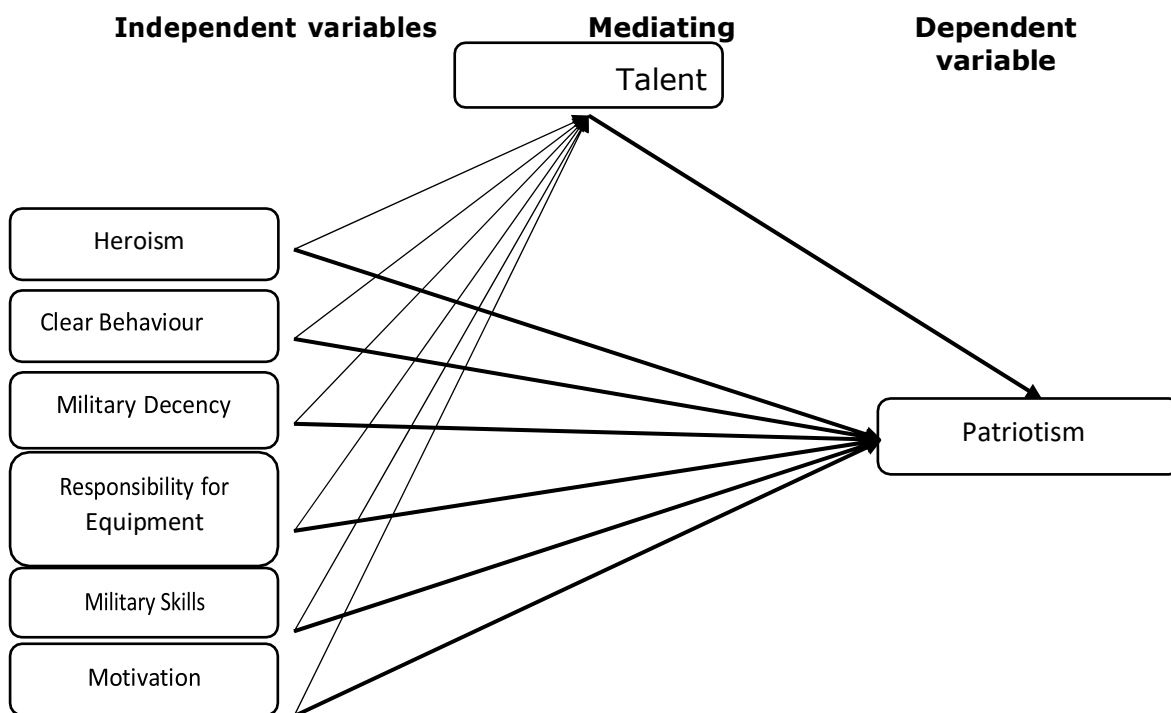 Independent variables
Mediating
Dependent
variable
Talent
Heroism
Clear Behaviour
Military Decency
Responsibility for
Equipment
Military Skills
Motivation
Patriotism